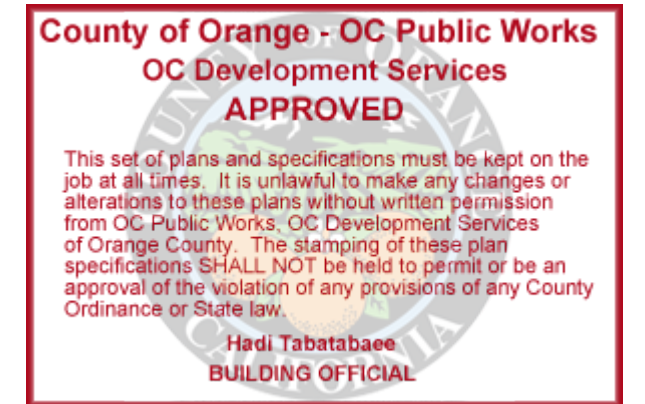 County of Orange - OC Public Works
OC Development Services
APPROVED
This set of plans and specifications must be kept on the
job at all times. It is unlawful to make any changes or
alterations to these plans without written permission
from OC Public Works, OC Development Services
of Orange County. The stamping of these plan
specifications SHALL NOT be held to permit or be an
approval of the violation of any provisions of any County
Ordinance or State law.
Hadi Tabatabaee
BUILDING OFFICIAL
COUNTY OF ORANGE
CALIFORNIA